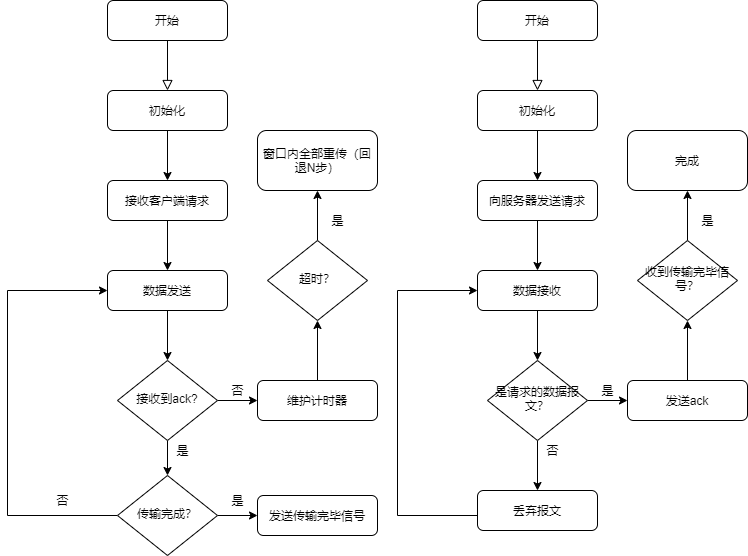 开始
初始化
接收客户端请求
数据发送
接收到ack?
否
维护计时器
超时?
是
窗口内全部重传（回
退N步）
是
传输完成?
否
是
发送传输完毕信号
开始
初始化
向服务器发送请求
数据接收
是请求的数据报
文?
是
发送ack
收到传输完毕信
号?
是
完成
否
丢弃报文